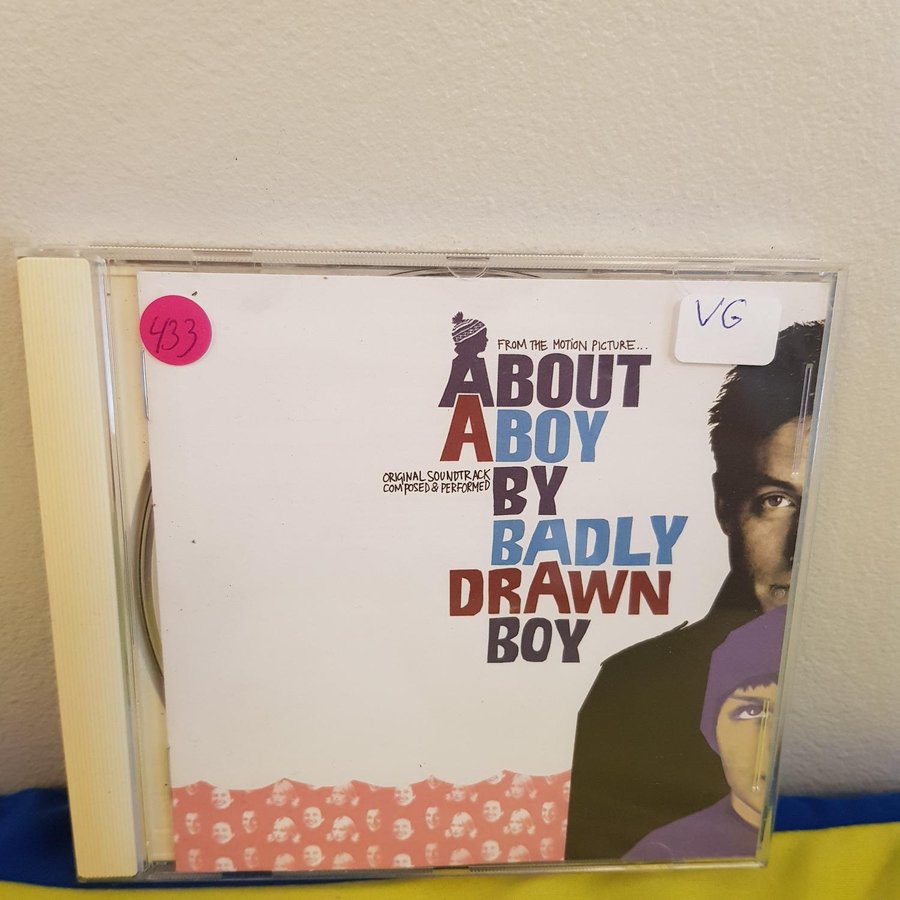 433
VG
FROM THE MOTION PICTURE...
ABOUT
A BOY
ORIGINAL SOUNDTRACK
COMPOSED & PERFORMED
BY
BADLY
DRAWN
BOY